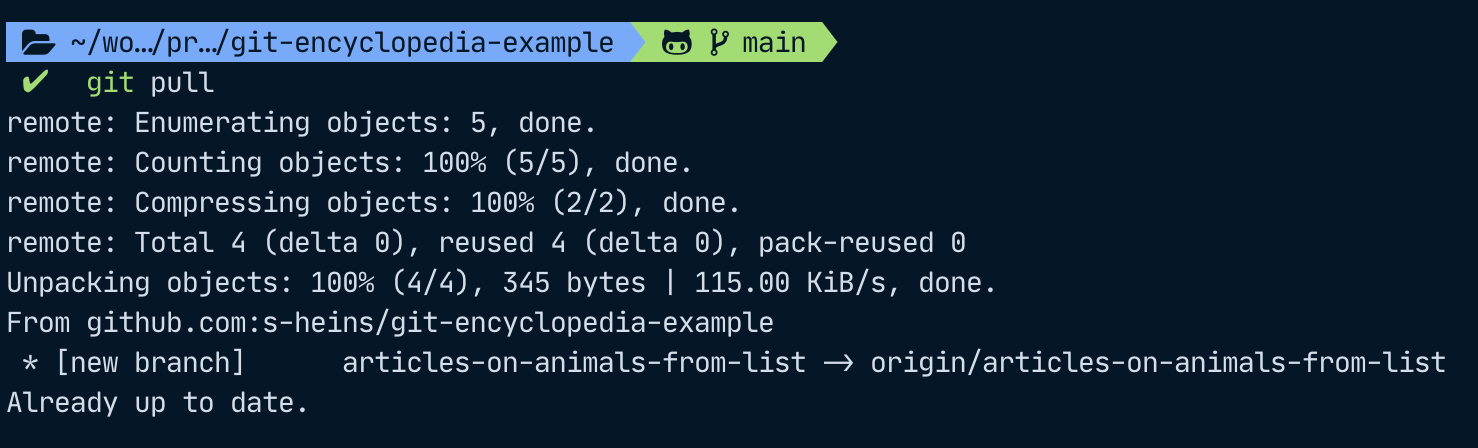 ~/wo…/pr…/git-encyclopedia-example main
✔ git pull
remote: Enumerating objects: 5, done.
remote: Counting objects: 100% (5/5), done.
remote: Compressing objects: 100% (2/2), done.
remote: Total 4 (delta 0), reused 4 (delta 0), pack-reused 0
Unpacking objects: 100% (4/4), 345 bytes | 115.00 KiB/s, done.
From github.com:s-heins/git-encyclopedia-example
 * [new branch]      articles-on-animals-from-list -> origin/articles-on-animals-from-list
Already up to date.